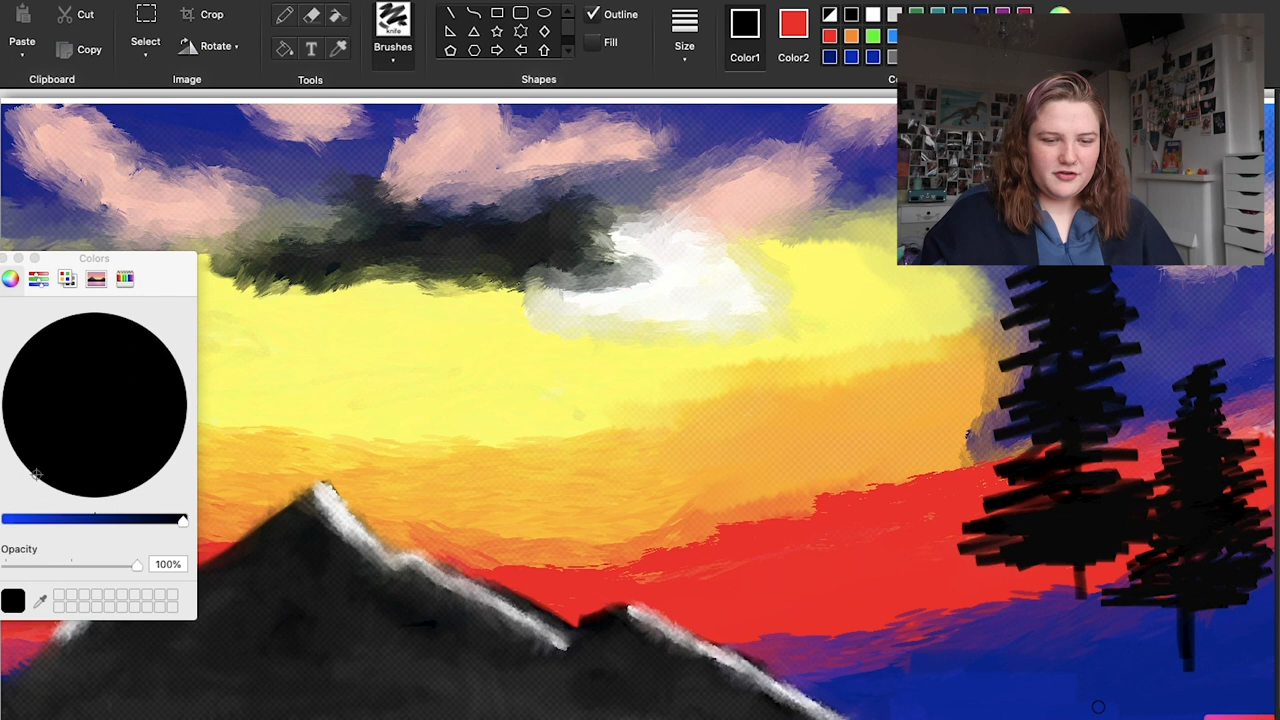 Paste
Cut
Copy
Clipboard
Select
Crop
Rotate
Image
Tools
knife
Brushes
Shapes
Outline
Fill
Size
Color1
Color2
Colors
Opacity
100%